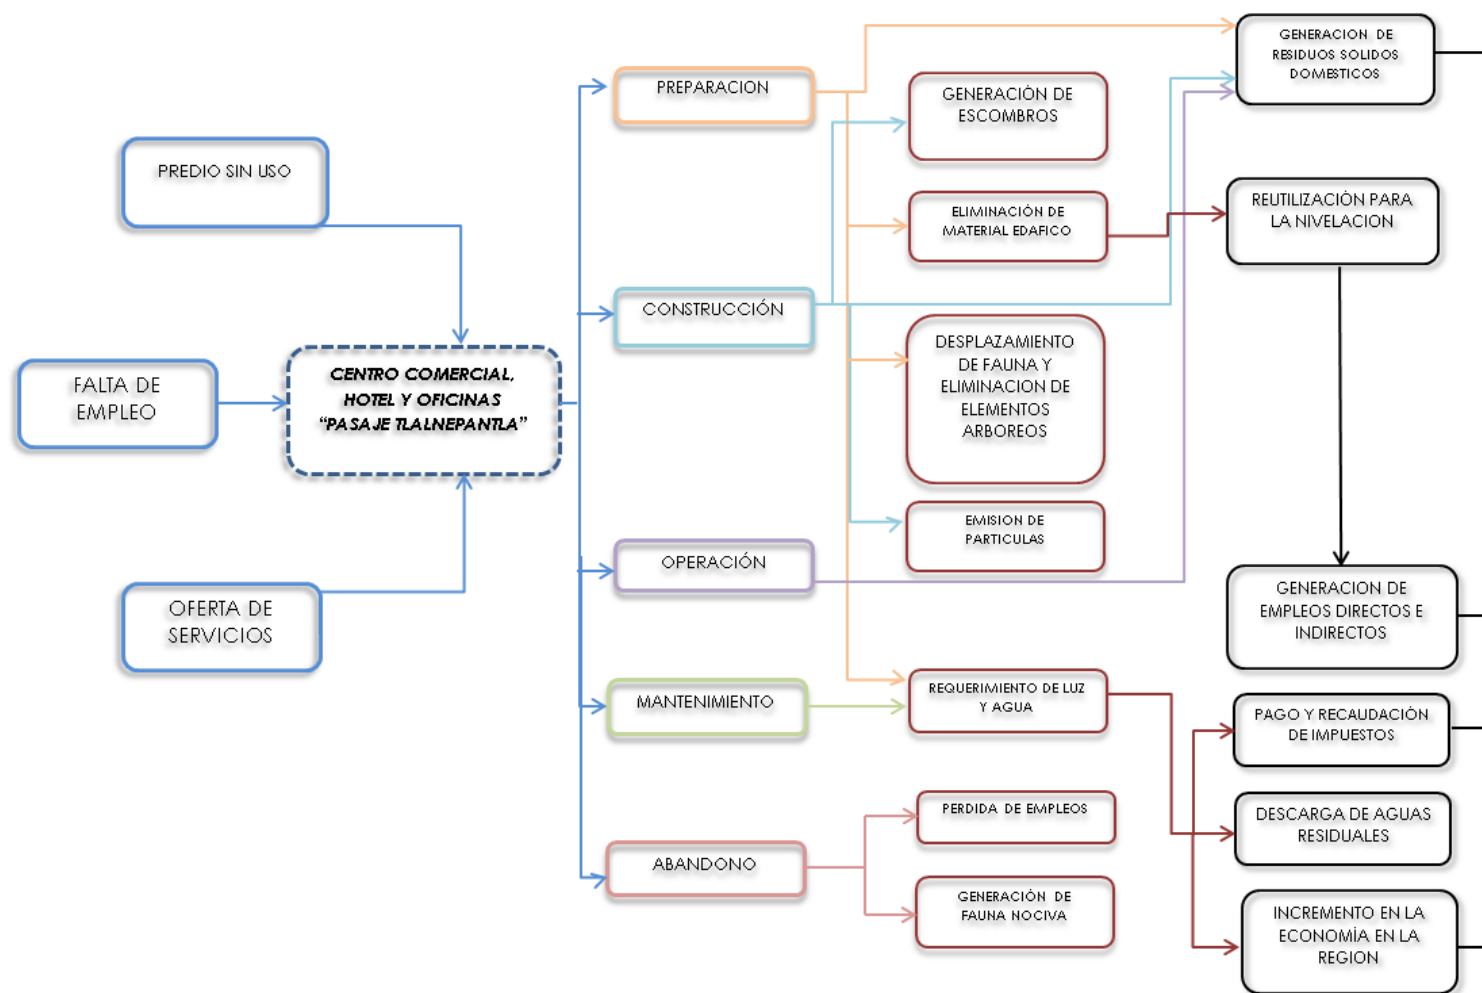 PREDIO SIN USO
FALTA DE
EMPLEO
OFERTA DE
SERVICIOS
CENTRO COMERCIAL,
HOTEL Y OFICINAS
“PASAJE TLALNEPANTLA”
PREPARACION
CONSTRUCCIÓN
OPERACIÓN
MANTENIMIENTO
ABANDONO
GENERACIÓN DE
ESCOMBROS
ELIMINACIÓN DE
MATERIAL EDAFICO
DESPLAZAMIENTO
DE FAUNA Y
ELIMINACION DE
ELEMENTOS
ARBOREOS
EMISION DE
PARTICULAS
REQUERIMIENTO DE LUZ
Y AGUA
PERDIDA DE EMPLEOS
GENERACIÓN DE
FAUNA NOCIVA
GENERACION DE
RESIDUOS SOLIDOS
DOMESTICOS
REUTILIZACIÓN PARA
LA NIVELACION
GENERACION DE
EMPLEOS DIRECTOS E
INDIRECTOS
PAGO Y RECAUDACIÓN
DE IMPUESTOS
DESCARGA DE AGUAS
RESIDUALES
INCREMENTO EN LA
ECONOMÍA EN LA
REGION